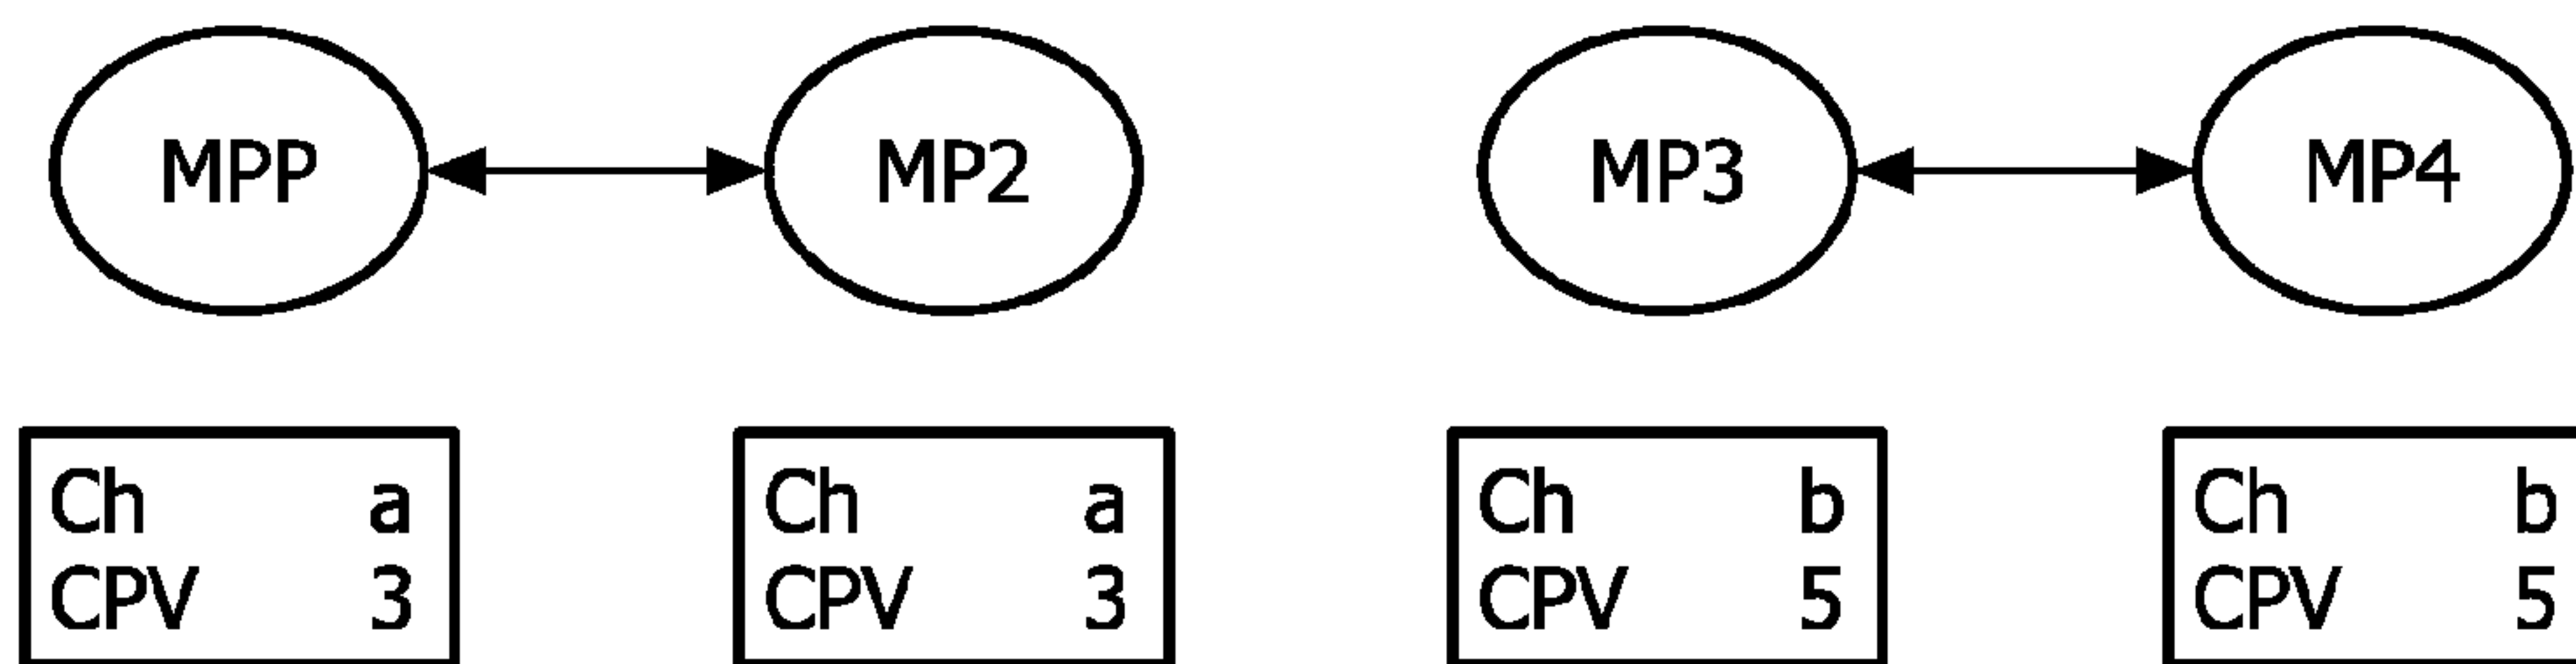 MPP MP2 MP3 MP4
Ch a Ch a Ch b Ch b
CPV 3 CPV 3 CPV 5 CPV 5